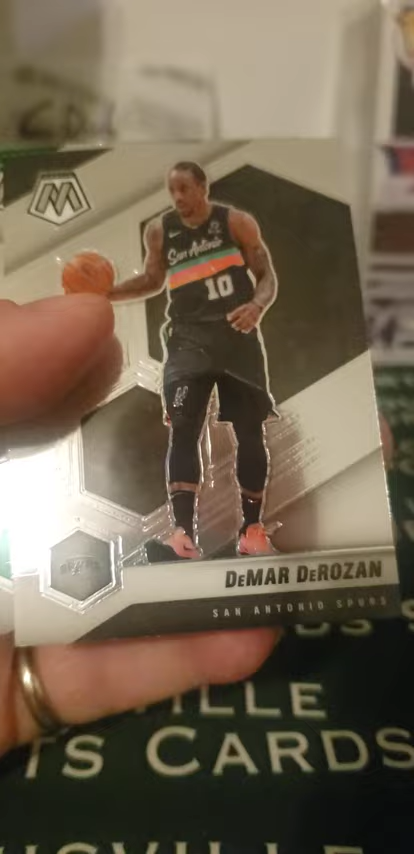 M
San Antonio
10
DEMAR DEROZAN
SAN ANTONIO SPURS
ILLE
TS CARDS